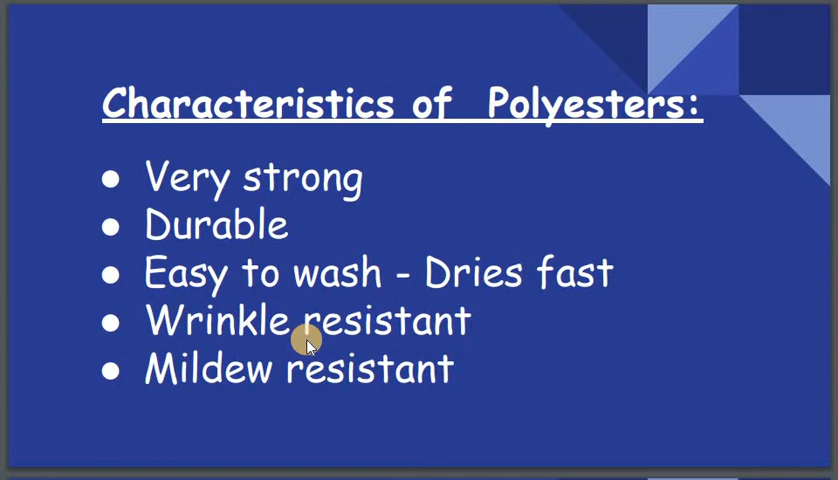 Characteristics of Polyesters:
● Very strong
● Durable
● Easy to wash - Dries fast
● Wrinkle resistant
● Mildew resistant